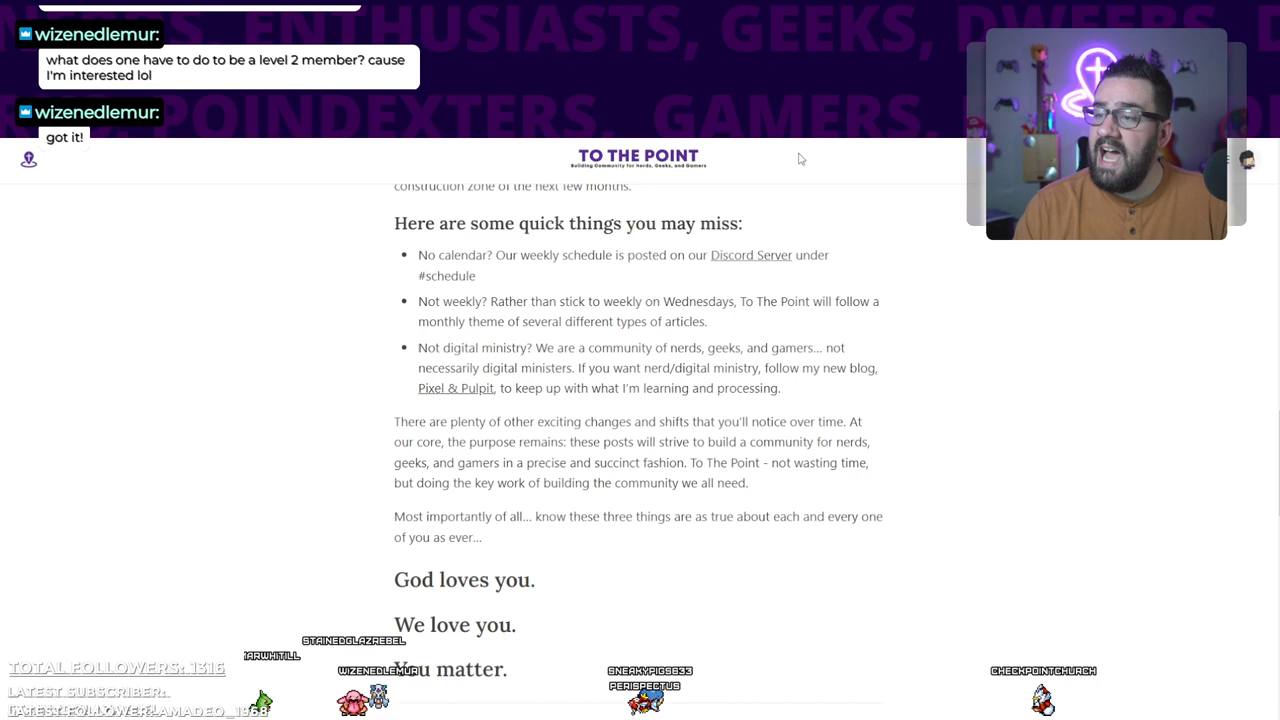 NERDS, ENTHUSIASTS, GEEKS, DWEEBS,
wizenedlemur:
what does one have to do to be a level 2 member? cause
I'm interested lol
POINDEXTERS, GAMERS,
wizenedlemur:
got it!
TO THE POINT
Building Community for Nerds, Geeks, and Gamers
construction zone of the next few months.
Here are some quick things you may miss:
No calendar? Our weekly schedule is posted on our Discord Server under
#schedule
Not weekly? Rather than stick to weekly on Wednesdays, To The Point will follow a
monthly theme of several different types of articles.
Not digital ministry? We are a community of nerds, geeks, and gamers... not
necessarily digital ministers. If you want nerd/digital ministry, follow my new blog,
Pixel & Pulpit, to keep up with what I'm learning and processing.
There are plenty of other exciting changes and shifts that you'll notice over time. At
our core, the purpose remains: these posts will strive to build a community for nerds,
geeks, and gamers in a precise and succinct fashion. To The Point - not wasting time,
but doing the key work of building the community we all need.
Most importantly of all... know these three things are as true about each and every one
of you as ever...
God loves you.
We love you.
You matter.
STAINEDGLAZREBEL
WIZENEDLEMUR
SNEAKYPIGS633
PERISPECTUS
CHECKPOINTCHURCH
TOTAL FOLLOWERS: 1316
LATEST SUBSCRIBER:
LATEST FOLLOWER: AMADEO_1968